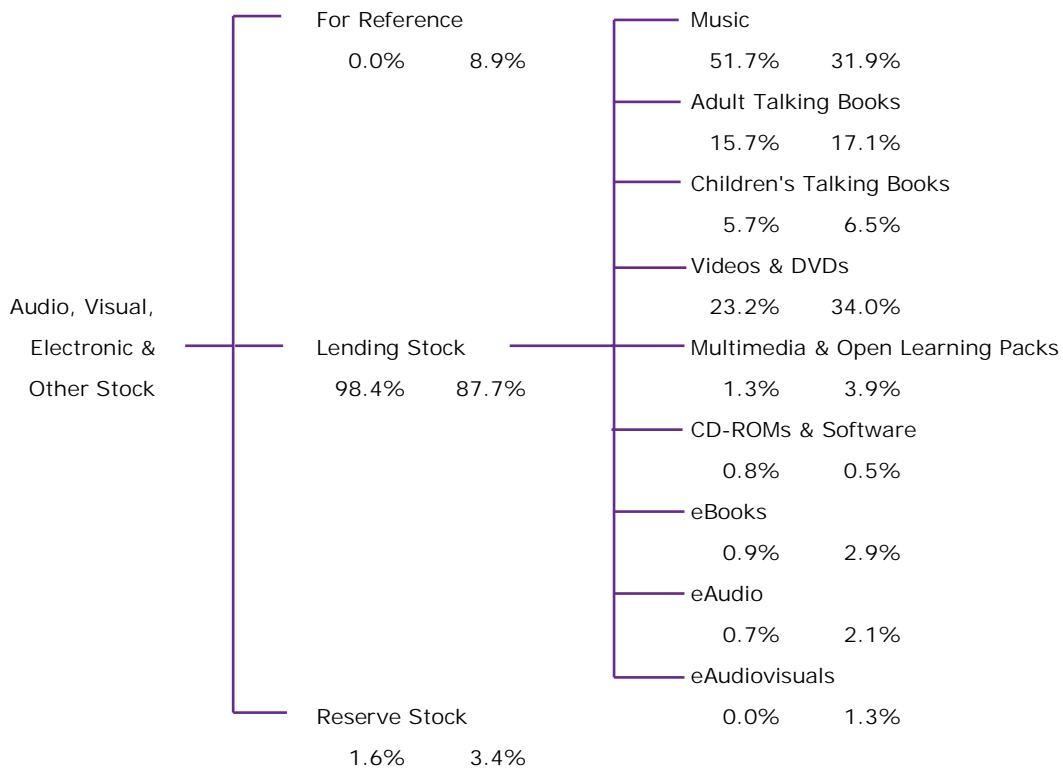 For Reference
0.0% 8.9%
Music
51.7% 31.9%
Adult Talking Books
15.7% 17.1%
Children's Talking Books
5.7% 6.5%
Videos & DVDs
23.2% 34.0%
Audio, Visual,
Electronic &
Other Stock
Lending Stock
98.4% 87.7%
Multimedia & Open Learning Packs
1.3% 3.9%
CD-ROMs & Software
0.8% 0.5%
eBooks
0.9% 2.9%
eAudio
0.7% 2.1%
eAudiovisuals
0.0% 1.3%
Reserve Stock
1.6% 3.4%